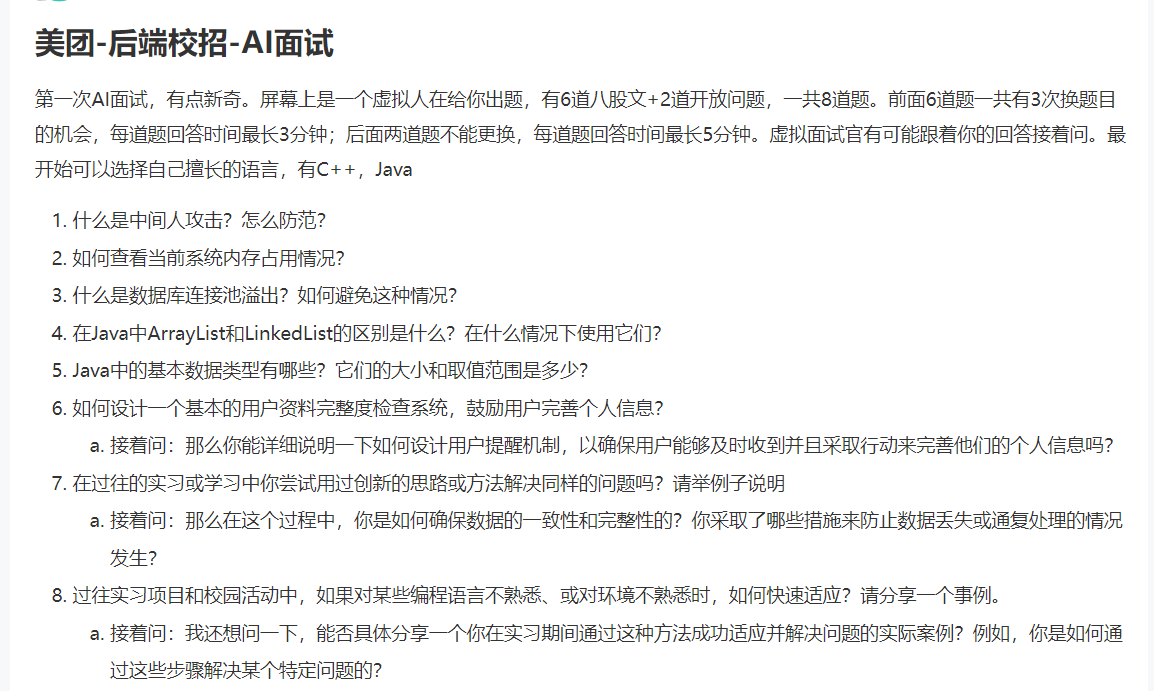 美团-后端校招-AI面试
第一次AI面试，有点新奇。屏幕上是一个虚拟人在给你出题，有6道八股文+2道开放问题，一共8道题。前面6道题一共有3次换题目
的机会，每道题回答时间最长3分钟；后面两道题不能更换，每道题回答时间最长5分钟。虚拟面试官有可能跟着你的回答接着问。最
开始可以选择自己擅长的语言，有C++，Java
1. 什么是中间人攻击？怎么防范？
2. 如何查看当前系统内存占用情况？
3. 什么是数据库连接池溢出？如何避免这种情况？
4. 在Java中ArrayList和LinkedList的区别是什么？在什么情况下使用它们？
5. Java中的基本数据类型有哪些？它们的大小和取值范围是多少？
6. 如何设计一个基本的用户资料完整度检查系统，鼓励用户完善个人信息？
a. 接着问：那么你能详细说明一下如何设计用户提醒机制，以确保用户能够及时收到并且采取行动来完善他们的个人信息吗？
7. 在过往的实习或学习中你尝试用过创新的思路或方法解决同样的问题吗？请举例子说明
a. 接着问：那么在这个过程中，你是如何确保数据的一致性和完整性的？你采取了哪些措施来防止数据丢失或通复处理的情况
发生？
8. 过往实习项目和校园活动中，如果对某些编程语言不熟悉、或对环境不熟悉时，如何快速适应？请分享一个事例。
a. 接着问：我还想问一下，能否具体分享一个你在实习期间通过这种方法成功适应并解决问题的实际案例？例如，你是如何通
过这些步骤解决某个特定问题的？